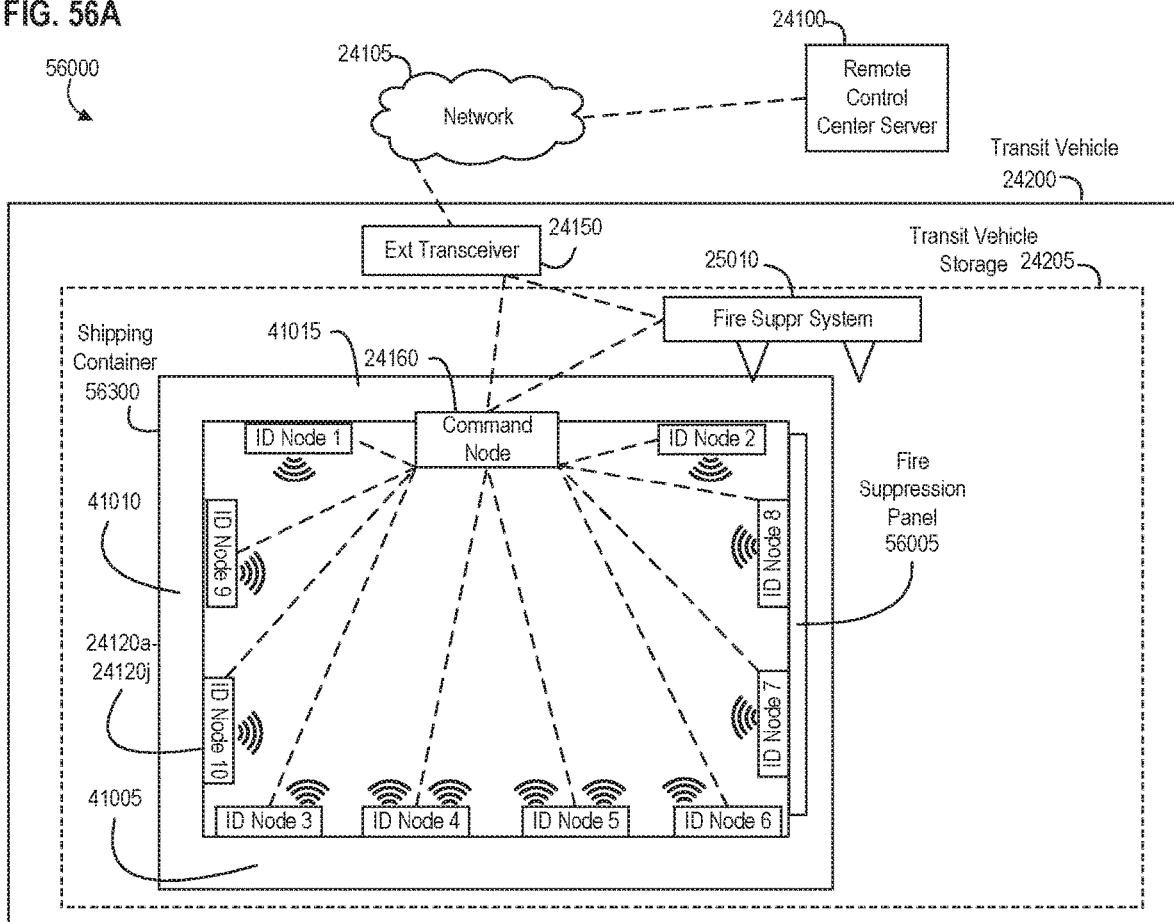 FIG. 56A
56000
24105
24100
Network
Remote
Control
Center Server
Transit Vehicle
24200
Ext Transceiver
24150
Transit Vehicle
Storage 24205
25010
Fire Suppr System
Shipping
Container
56300
41015
24160
Command
Node
ID Node 1
ID Node 2
Fire
Suppression
Panel
56005
41010
ID Node 9
ID Node 8
24120a-
24120j
ID Node 10
ID Node 7
41005
ID Node 3
ID Node 4
ID Node 5
ID Node 6